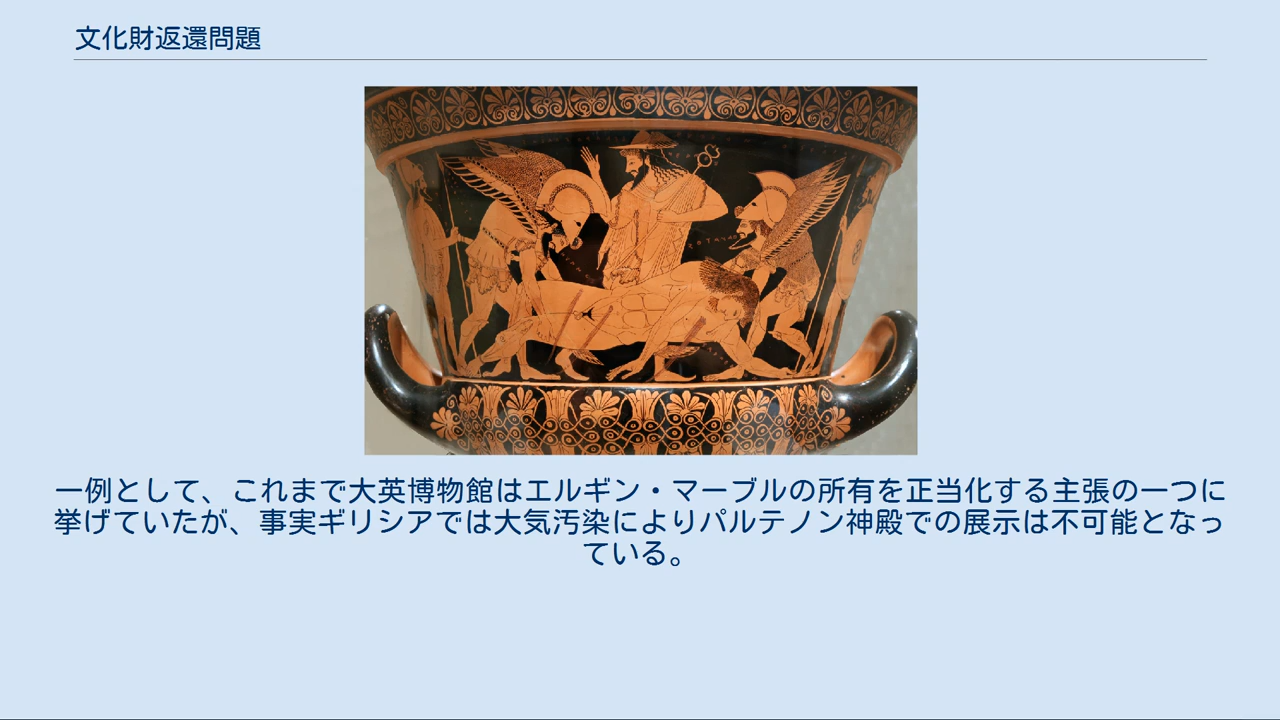 文化財返還問題
一例として、これまで大英博物館はエルギン・マーブルの所有を正当化する主張の一つに
挙げていたが、事実ギリシアでは大気汚染によりパルテノン神殿での展示は不可能となっ
ている。